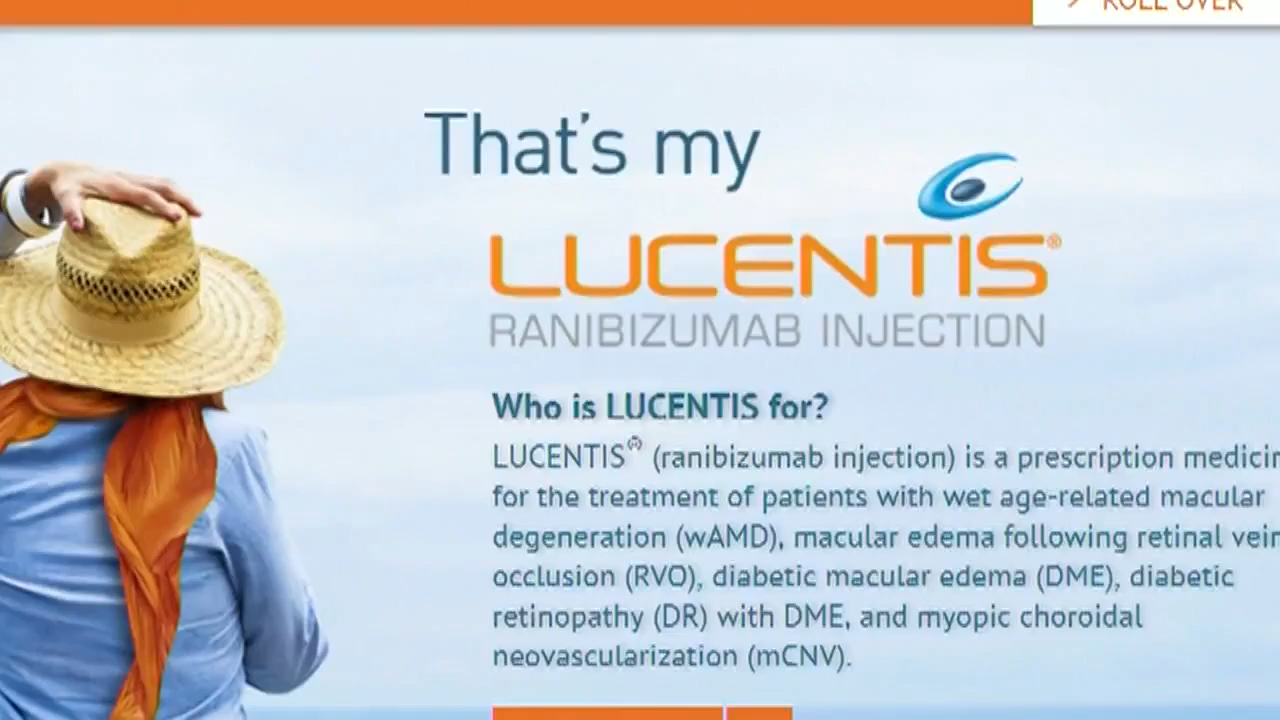 > ROLL OVER
That's my
LUCENTIS®
RANIBIZUMAB INJECTION
Who is LUCENTIS for?
LUCENTIS® (ranibizumab injection) is a prescription medicin
for the treatment of patients with wet age-related macular
degeneration (wAMD), macular edema following retinal vein
occlusion (RVO), diabetic macular edema (DME), diabetic
retinopathy (DR) with DME, and myopic choroidal
neovascularization (mCNV).